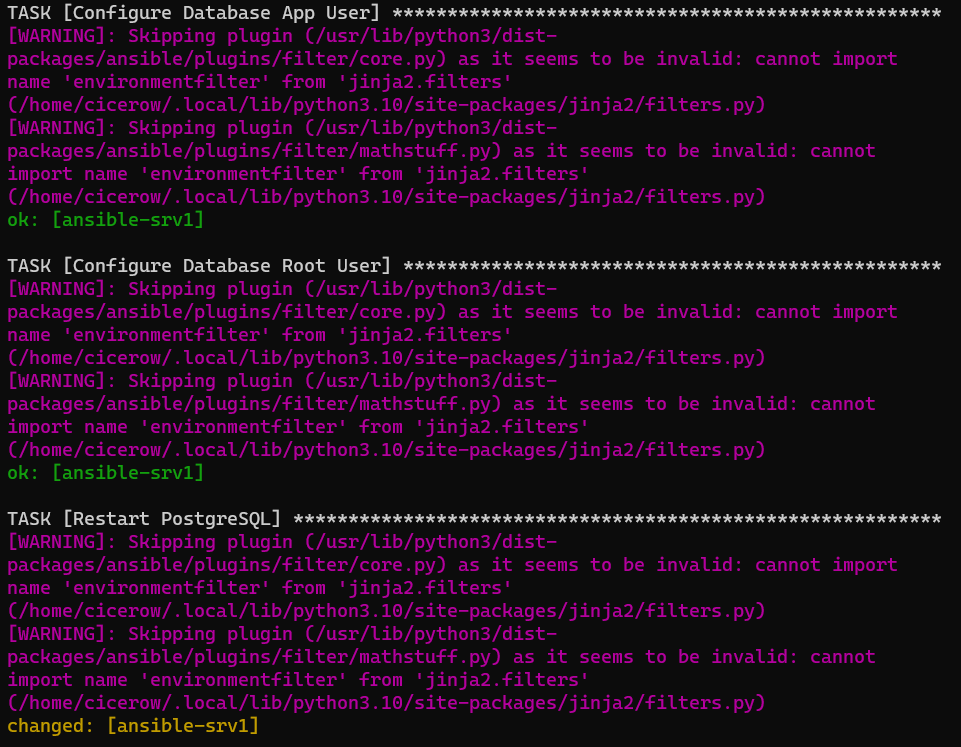 TASK [Configure Database App User] **************************************************
[WARNING]: Skipping plugin (/usr/lib/python3/dist-
packages/ansible/plugins/filter/core.py) as it seems to be invalid: cannot import
name 'environmentfilter' from 'jinja2.filters'
(/home/cicerow/.local/lib/python3.10/site-packages/jinja2/filters.py)
[WARNING]: Skipping plugin (/usr/lib/python3/dist-
packages/ansible/plugins/filter/mathstuff.py) as it seems to be invalid: cannot
import name 'environmentfilter' from 'jinja2.filters'
(/home/cicerow/.local/lib/python3.10/site-packages/jinja2/filters.py)
ok: [ansible-srv1]
TASK [Configure Database Root User] *************************************************
[WARNING]: Skipping plugin (/usr/lib/python3/dist-
packages/ansible/plugins/filter/core.py) as it seems to be invalid: cannot import
name 'environmentfilter' from 'jinja2.filters'
(/home/cicerow/.local/lib/python3.10/site-packages/jinja2/filters.py)
[WARNING]: Skipping plugin (/usr/lib/python3/dist-
packages/ansible/plugins/filter/mathstuff.py) as it seems to be invalid: cannot
import name 'environmentfilter' from 'jinja2.filters'
(/home/cicerow/.local/lib/python3.10/site-packages/jinja2/filters.py)
ok: [ansible-srv1]
TASK [Restart PostgreSQL] ***********************************************************
[WARNING]: Skipping plugin (/usr/lib/python3/dist-
packages/ansible/plugins/filter/core.py) as it seems to be invalid: cannot import
name 'environmentfilter' from 'jinja2.filters'
(/home/cicerow/.local/lib/python3.10/site-packages/jinja2/filters.py)
[WARNING]: Skipping plugin (/usr/lib/python3/dist-
packages/ansible/plugins/filter/mathstuff.py) as it seems to be invalid: cannot
import name 'environmentfilter' from 'jinja2.filters'
(/home/cicerow/.local/lib/python3.10/site-packages/jinja2/filters.py)
changed: [ansible-srv1]